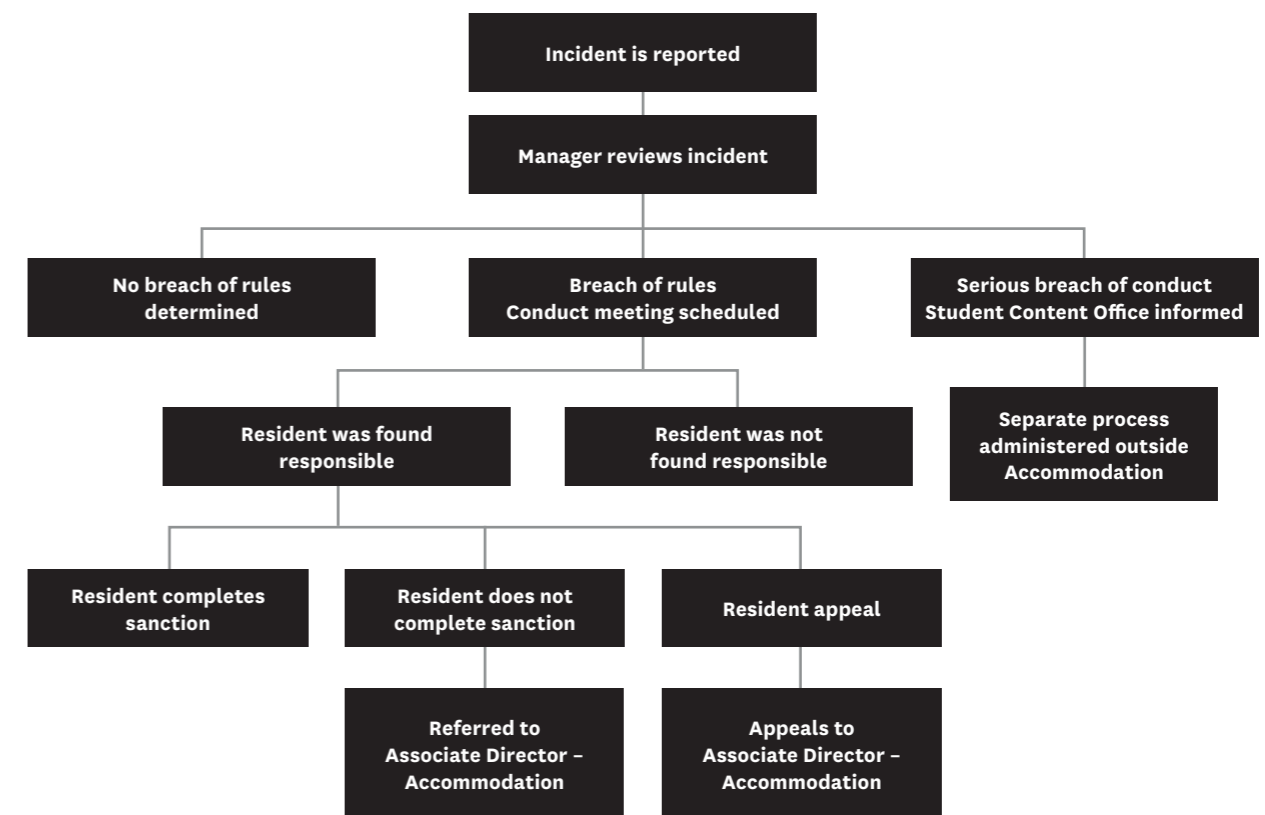 Incident is reported
Manager reviews incident
No breach of rules
determined
Breach of rules
Conduct meeting scheduled
Serious breach of conduct
Student Content Office informed
Resident was found
responsible
Resident was not
found responsible
Separate process
administered outside
Accommodation
Resident completes
sanction
Resident does not
complete sanction
Resident appeal
Referred to
Associate Director –
Accommodation
Appeals to
Associate Director –
Accommodation